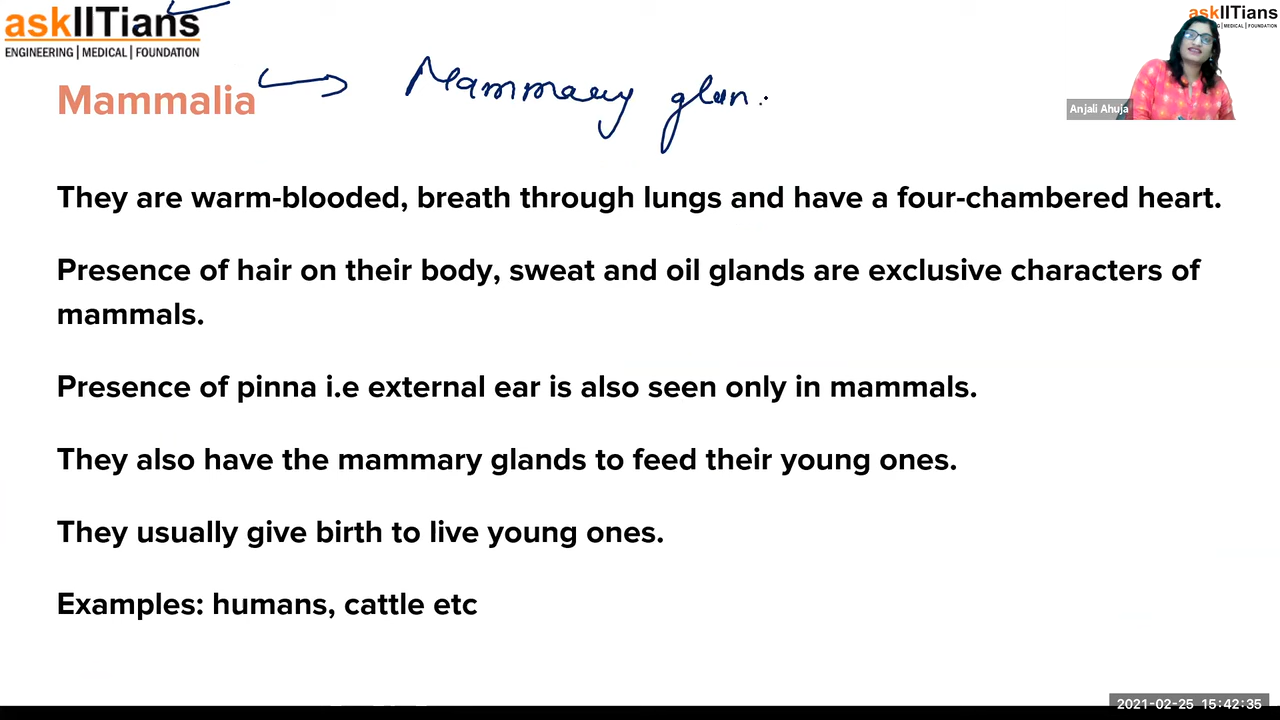 askIITians
ENGINEERING | MEDICAL | FOUNDATION
askIITians
G | MEDICAL | FOUNDATION
Anjali Ahuja
Mammalia
Mammary glan
They are warm-blooded, breath through lungs and have a four-chambered heart.
Presence of hair on their body, sweat and oil glands are exclusive characters of
mammals.
Presence of pinna i.e external ear is also seen only in mammals.
They also have the mammary glands to feed their young ones.
They usually give birth to live young ones.
Examples: humans, cattle etc
2021-02-25 15:42:35